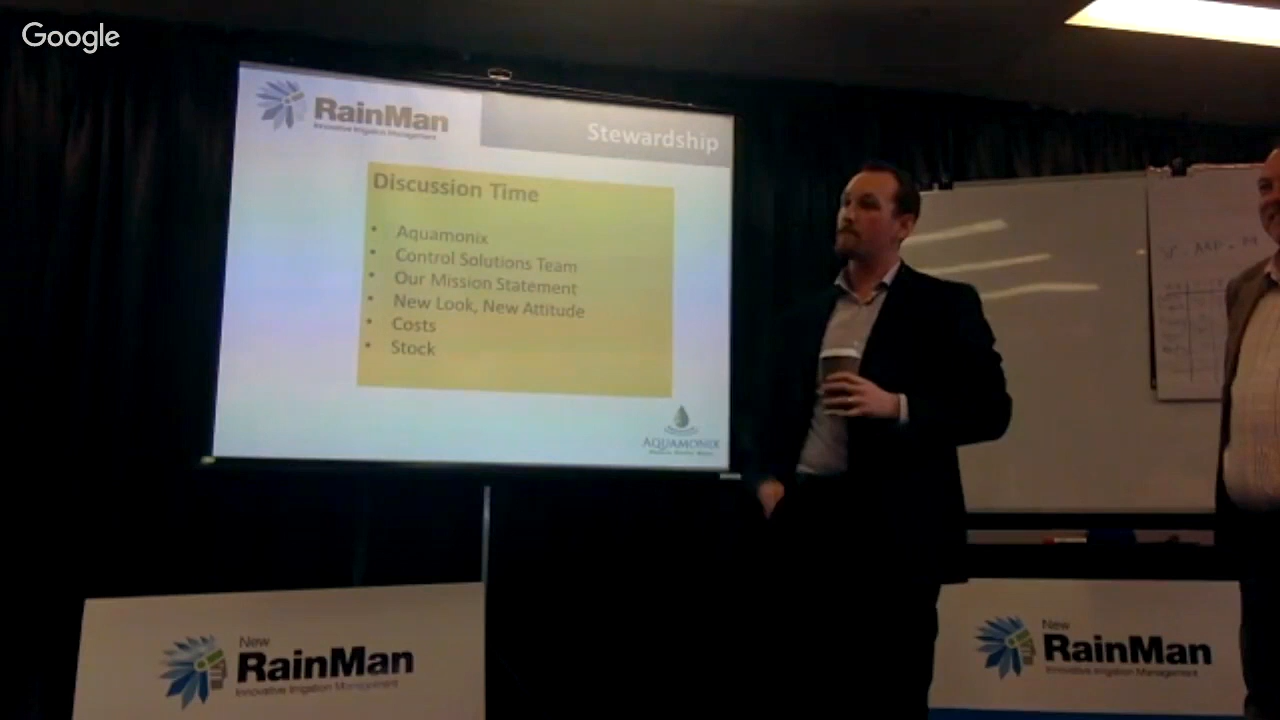 Google
RainMan
Innovative Irrigation Management
Stewardship
Discussion Time
• Aquamonix
• Control Solutions Team
• Our Mission Statement
• New Look, New Attitude
• Costs
• Stock
AQUAMONIX
New
RainMan
Innovative Irrigation Management
New
RainMan
Innovative Irrigation Management